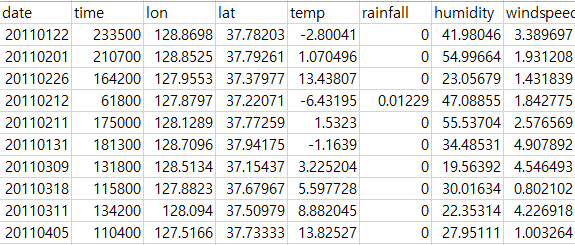 date time lon lat temp rainfall humidity windspeed
20110122 233500 128.8698 37.78203 -2.80041 0 41.98046 3.389697
20110201 210700 128.8525 37.79261 1.070496 0 54.99664 1.931208
20110226 164200 127.9553 37.37977 13.43807 0 23.05679 1.431839
20110212 61800 128.8797 37.22071 -6.43195 0.01229 47.08855 1.842775
20110211 175000 128.1289 37.77259 1.5323 0 55.53704 2.576569
20110131 181300 128.7096 37.94175 -1.1639 0 34.48531 4.907892
20110309 131800 128.5134 37.15437 3.225204 0 19.56392 4.546493
20110318 115800 127.8823 37.67967 5.597728 0 30.01634 0.802102
20110311 134200 128.094 37.50979 8.882045 0 22.35314 4.226918
20110405 110400 127.5166 37.73333 13.82527 0 27.95111 1.003264